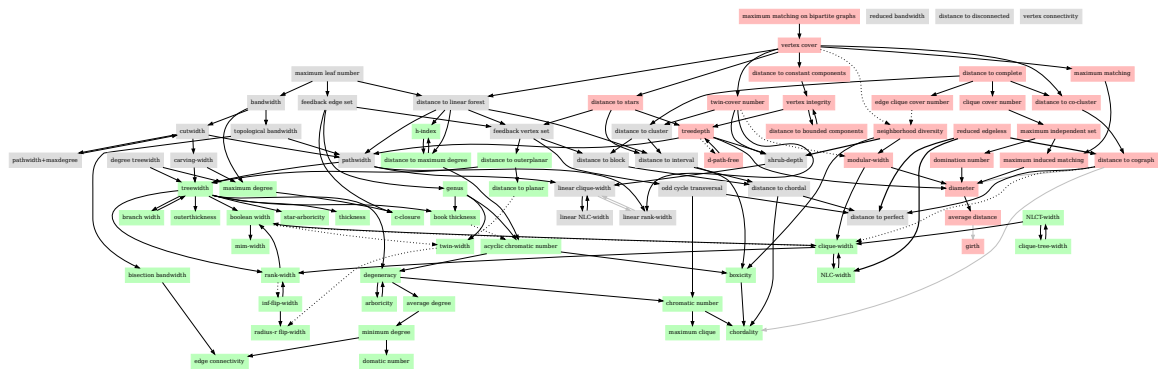 maximum matching on bipartite graphs
reduced bandwidth
distance to disconnected
vertex connectivity
vertex cover
maximum leaf number
distance to constant components
distance to complete
maximum matching
bandwidth
feedback edge set
distance to linear forest
distance to stars
twin-cover number
vertex integrity
edge clique cover number
clique cover number
distance to co-cluster
cutwidth
topological bandwidth
h-index
feedback vertex set
distance to cluster
treedepth
distance to bounded components
neighborhood diversity
reduced edgeless
maximum independent set
pathwidth+maxdegree
degree treewidth
carving-width
pathwidth
distance to maximum degree
distance to outerplanar
distance to block
distance to interval
d-path-free
shrub-depth
modular-width
domination number
maximum induced matching
distance to cograph
treewidth
maximum degree
genus
distance to planar
linear clique-width
odd cycle transversal
distance to chordal
diameter
branch width
outerthickness
boolean width
star-arboricity
thickness
c-closure
book thickness
linear NLC-width
linear rank-width
distance to perfect
average distance
NLCT-width
mim-width
twin-width
acyclic chromatic number
clique-width
girth
clique-tree-width
bisection bandwidth
rank-width
degeneracy
boxicity
NLC-width
inf-flip-width
arboricity
average degree
chromatic number
radius-r flip-width
minimum degree
maximum clique
chordality
edge connectivity
domatic number